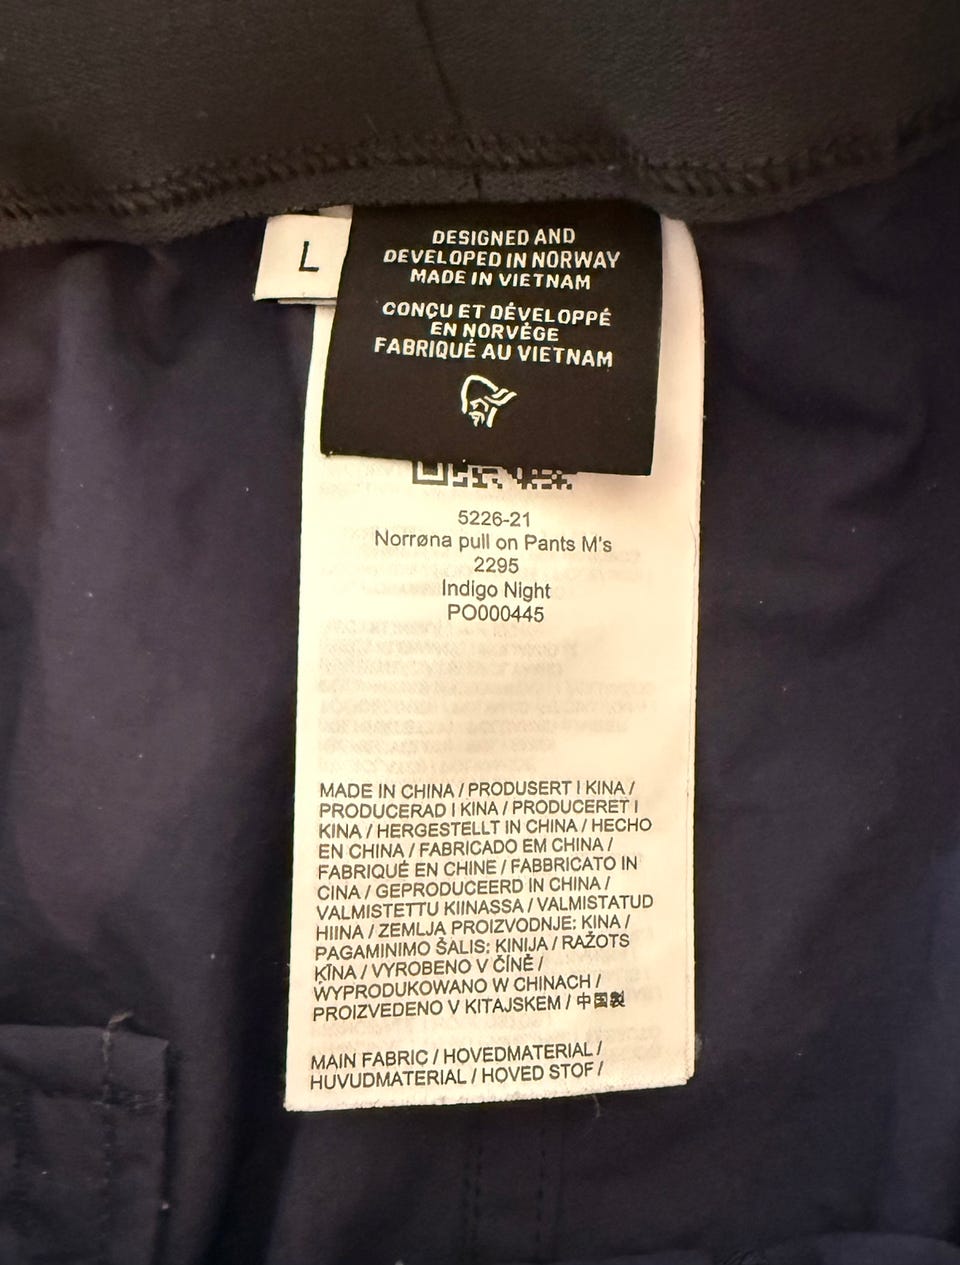 L
DESIGNED AND
DEVELOPED IN NORWAY
MADE IN VIETNAM
CONÇU ET DÉVELOPPÉ
EN NORVÉGE
FABRIQUÉ AU VIETNAM
5226-21
Norrøna pull on Pants M's
2295
Indigo Night
PO000445
MADE IN CHINA / PRODUSERT I KINA /
PRODUCERAD I KINA / PRODUCERET I
KINA / HERGESTELLT IN CHINA / HECHO
EN CHINA / FABRICADO EM CHINA /
FABRIQUÉ EN CHINE / FABBRICATO IN
CINA / GEPRODUCEERD IN CHINA /
VALMISTETTU KIINASSA / VALMISTATUD
HIINA / ZEMLJA PROIZVODNJE: KINA /
PAGAMINIMO ŠALIS: KINIJA / RAŽOTS
ĶĪNA / VYROBENO V ČÍNĚ /
WYPRODUKOWANO W CHINACH /
PROIZVEDENO V KITAJSKEM / 中国製
MAIN FABRIC / HOVEDMATERIAL /
HUVUDMATERIAL / HOVED STOF /